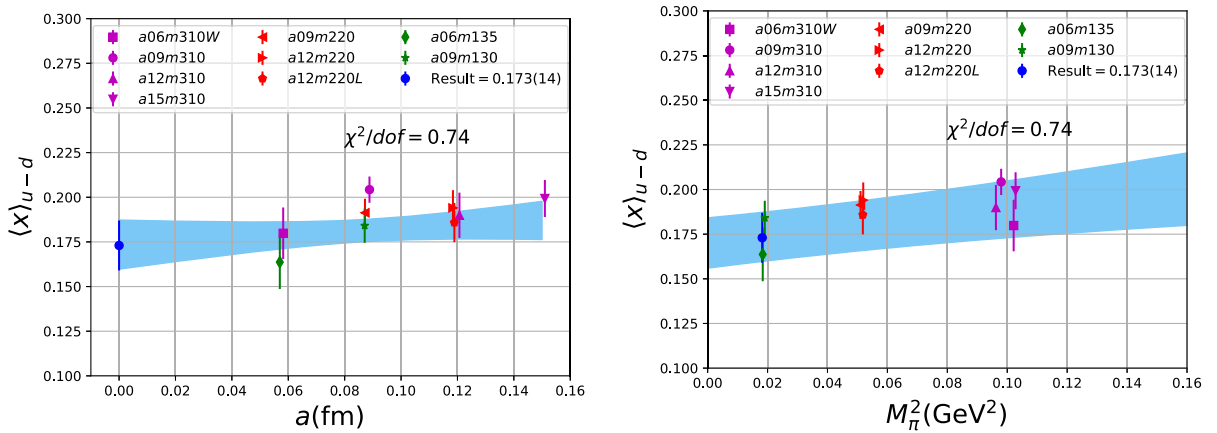 0.300
0.275
0.250
0.225
0.200
0.175
0.150
0.125
0.100
⟨x⟩u−d
a06m310W
a09m310
a12m310
a15m310
a09m220
a12m220
a12m220L
a06m135
a09m130
Result = 0.173(14)
χ²/dof = 0.74
0.00 0.02 0.04 0.06 0.08 0.10 0.12 0.14 0.16
a(fm)
0.300
0.275
0.250
0.225
0.200
0.175
0.150
0.125
0.100
⟨x⟩u−d
a06m310W
a09m310
a12m310
a15m310
a09m220
a12m220
a12m220L
a06m135
a09m130
Result = 0.173(14)
χ²/dof = 0.74
0.00 0.02 0.04 0.06 0.08 0.10 0.12 0.14 0.16
M²π(GeV²)